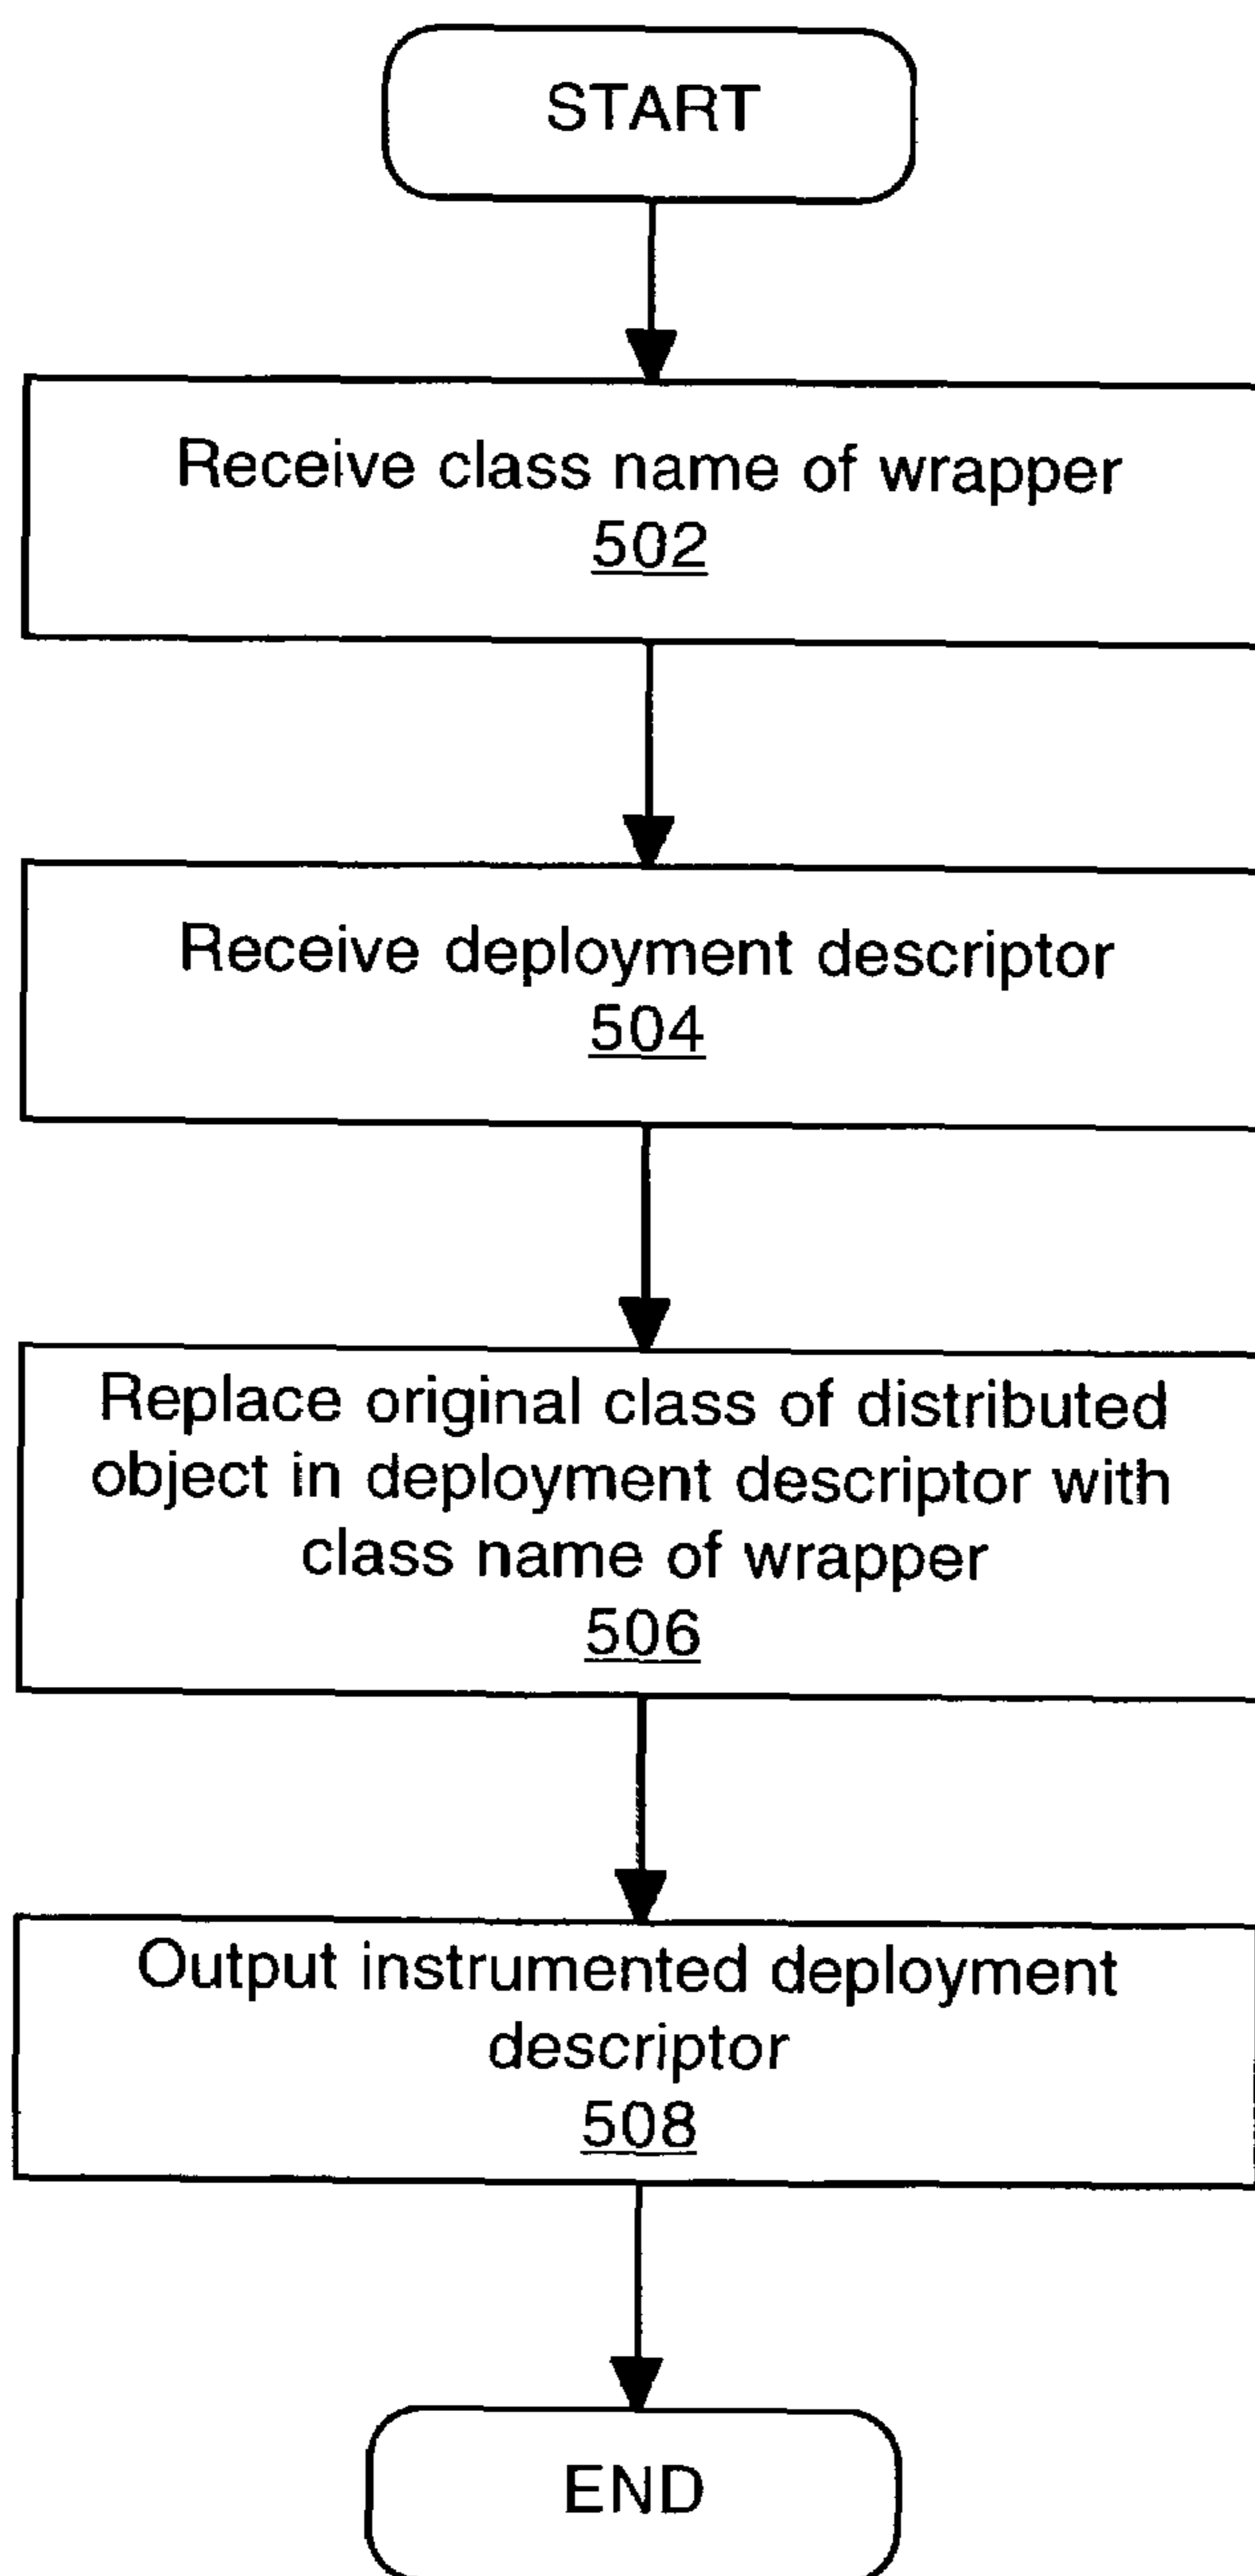 START
Receive class name of wrapper
502
Receive deployment descriptor
504
Replace original class of distributed
object in deployment descriptor with
class name of wrapper
506
Output instrumented deployment
descriptor
508
END